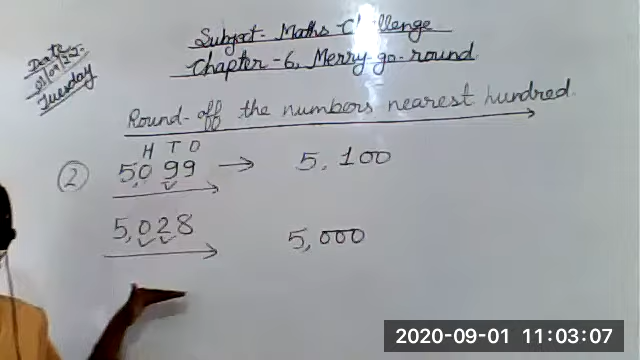 Subject- Maths Challenge
Chapter-6, Merry-go-round
Date
01/09/20
Tuesday
Round-off the numbers nearest hundred.
H T O
② 5,099 → 5,100
5,028 5,000
2020-09-01 11:03:07